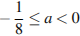 −1/8 ≤ a < 0